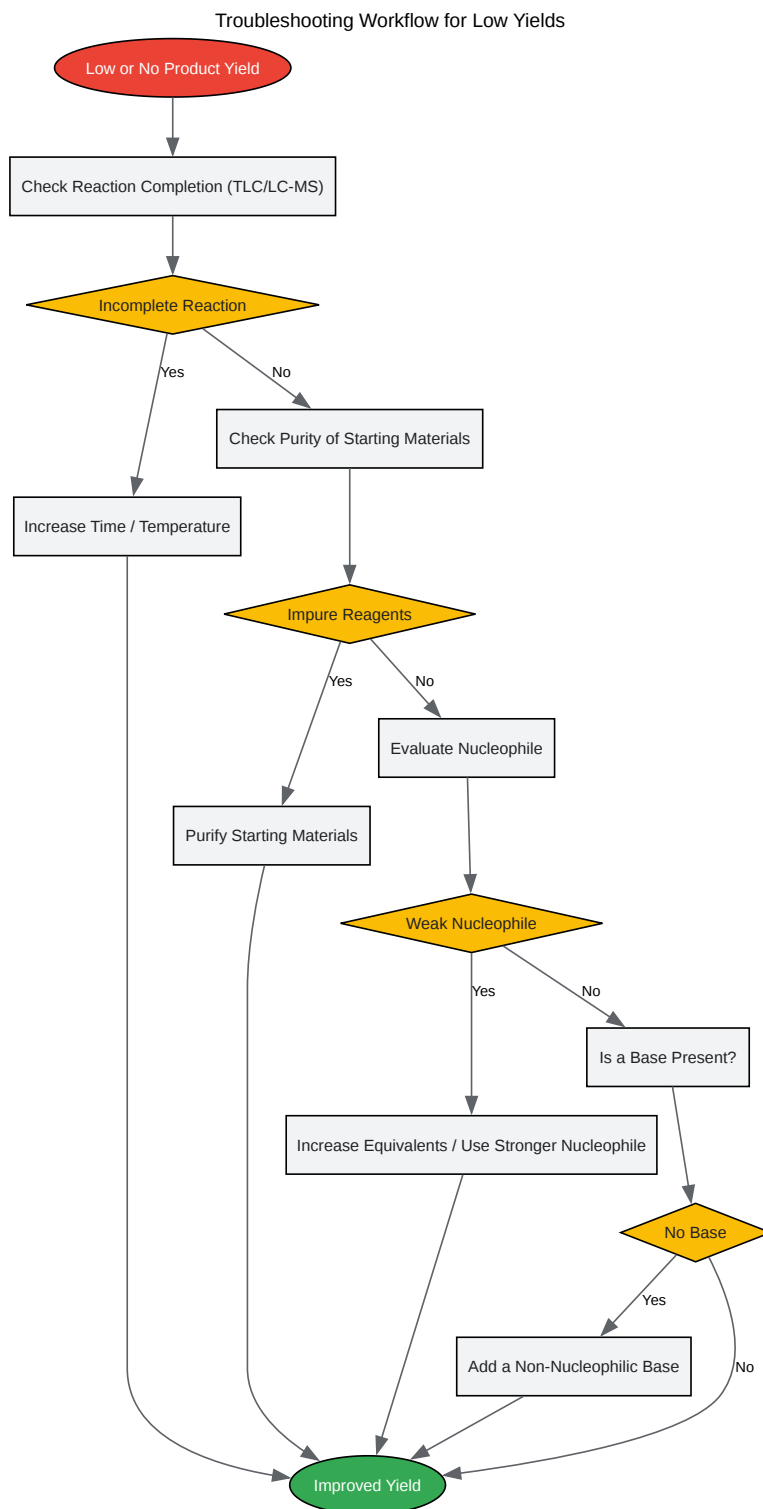 Troubleshooting Workflow for Low Yields
Low or No Product Yield
Check Reaction Completion (TLC/LC-MS)
Incomplete Reaction
Yes
No
Check Purity of Starting Materials
Increase Time / Temperature
Impure Reagents
Yes
No
Evaluate Nucleophile
Purify Starting Materials
Weak Nucleophile
Yes
No
Is a Base Present?
Increase Equivalents / Use Stronger Nucleophile
No Base
Yes
No
Add a Non-Nucleophilic Base
Improved Yield